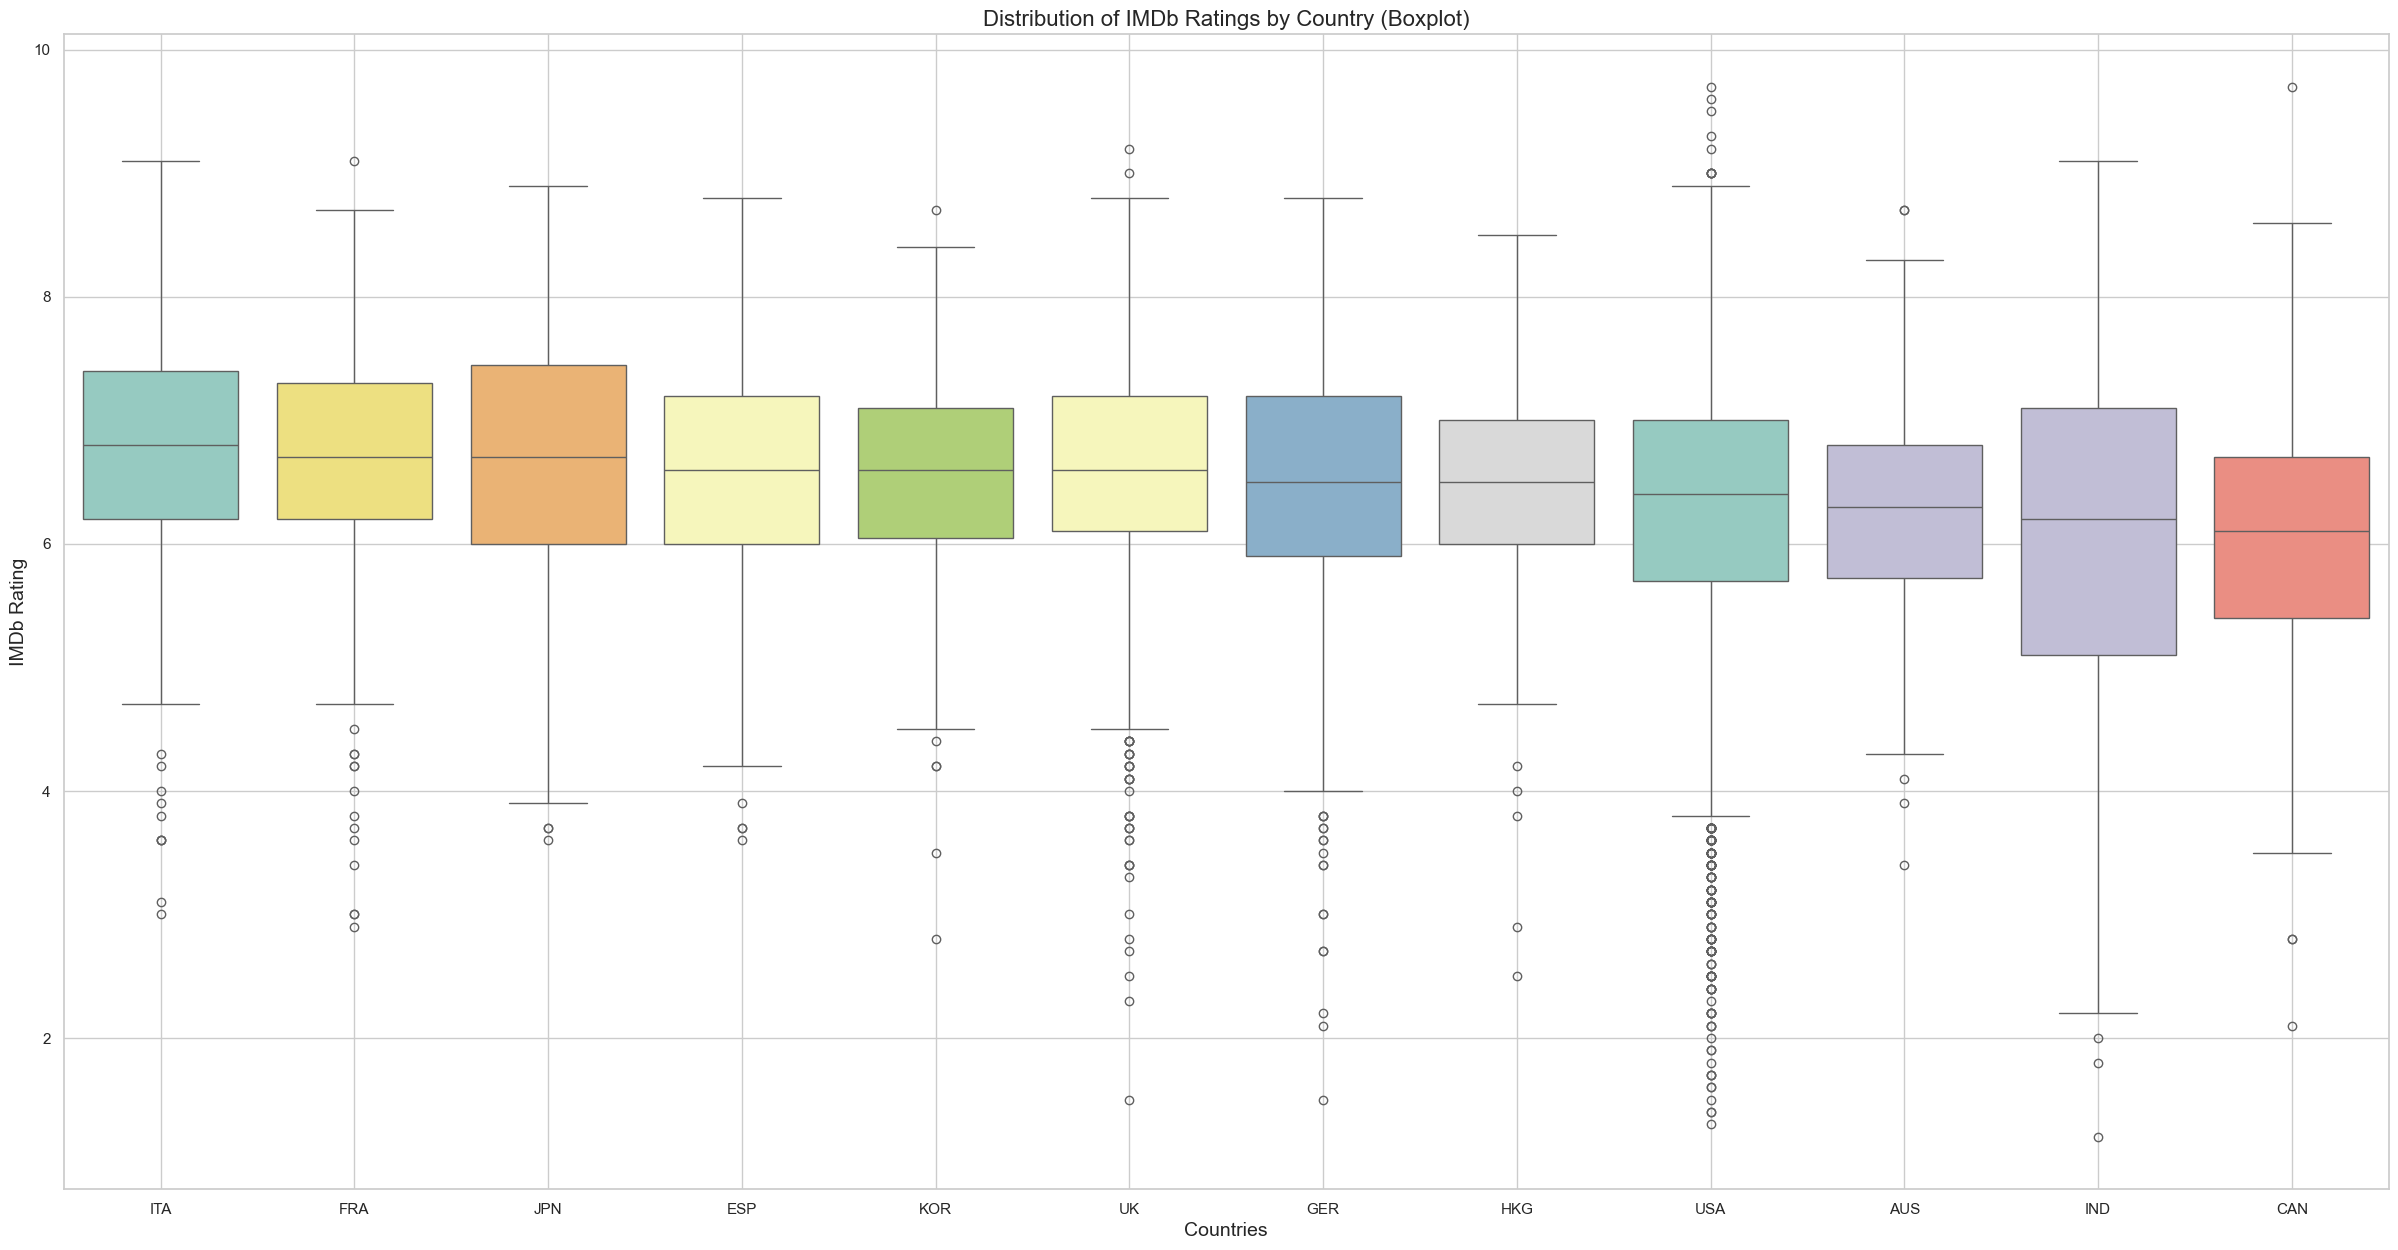 Distribution of IMDb Ratings by Country (Boxplot)
10
8
6
4
2
IMDb Rating
ITA FRA JPN ESP KOR UK GER HKG USA AUS IND CAN
Countries